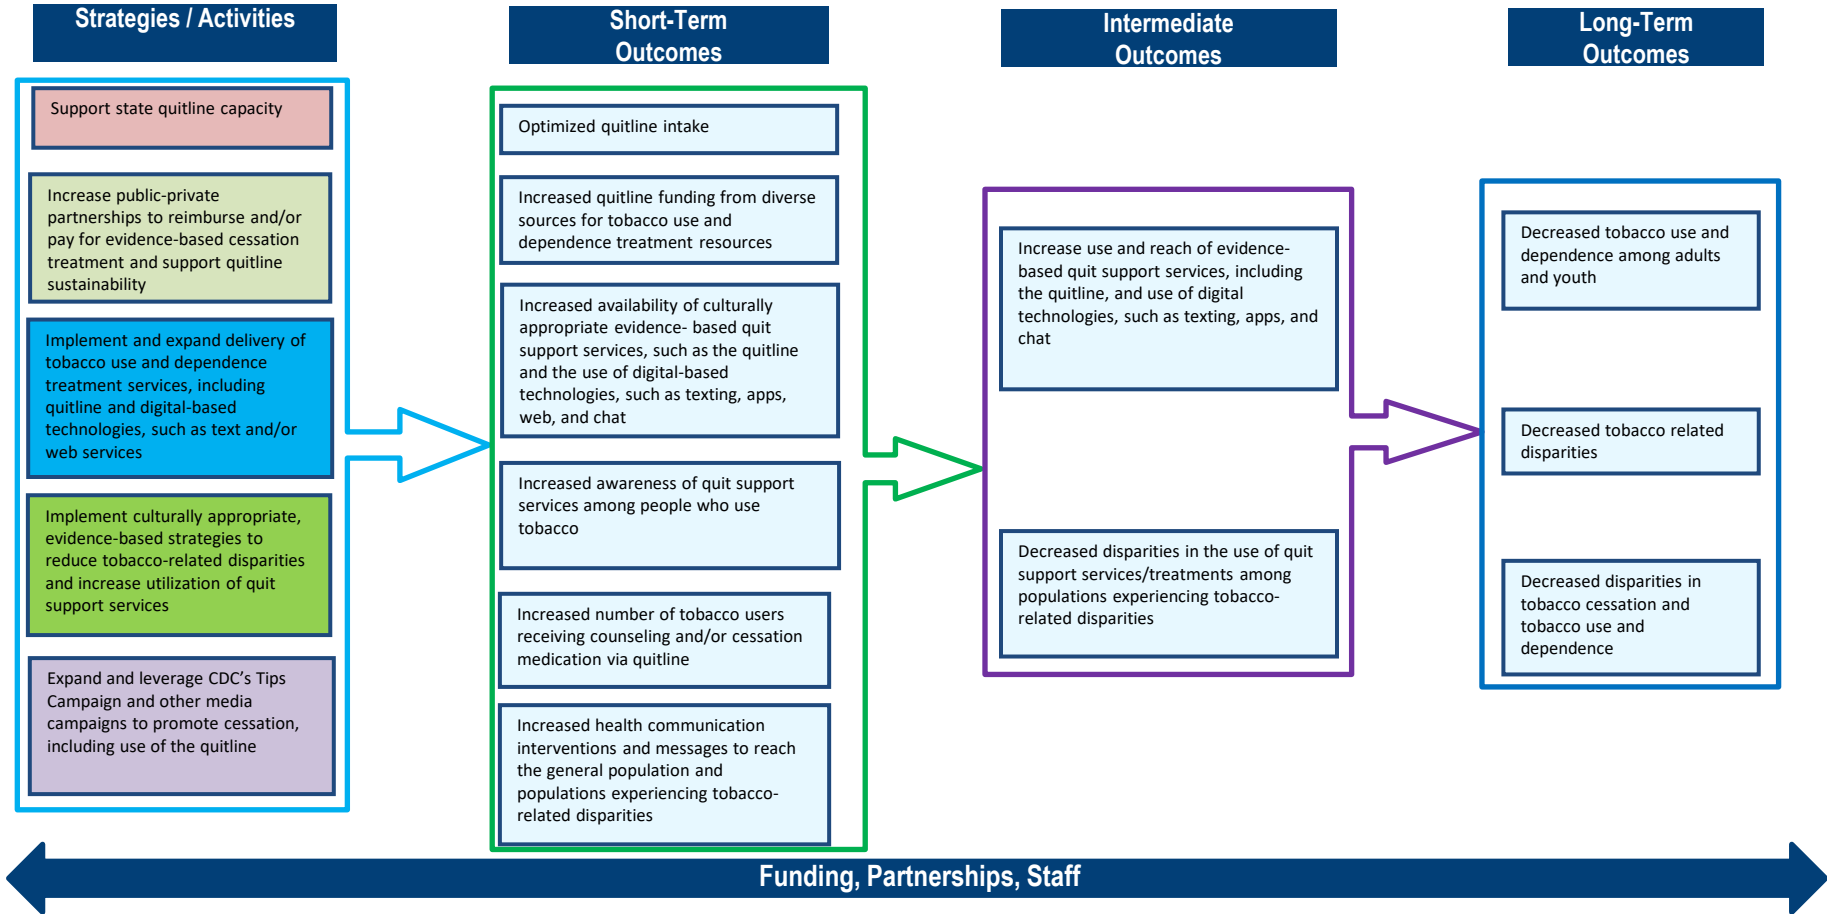 Strategies / Activities
Support state quitline capacity
Increase public-private
partnerships to reimburse and/or
pay for evidence-based cessation
treatment and support quitline
sustainability
Implement and expand delivery of
tobacco use and dependence
treatment services, including
quitline and digital-based
technologies, such as text and/or
web services
Implement culturally appropriate,
evidence-based strategies to
reduce tobacco-related disparities
and increase utilization of quit
support services
Expand and leverage CDC’s Tips
Campaign and other media
campaigns to promote cessation,
including use of the quitline
Short-Term
Outcomes
Optimized quitline intake
Increased quitline funding from diverse
sources for tobacco use and
dependence treatment resources
Increased availability of culturally
appropriate evidence- based quit
support services, such as the quitline
and the use of digital-based
technologies, such as texting, apps,
web, and chat
Increased awareness of quit support
services among people who use
tobacco
Increased number of tobacco users
receiving counseling and/or cessation
medication via quitline
Increased health communication
interventions and messages to reach
the general population and
populations experiencing tobacco-
related disparities
Intermediate
Outcomes
Increase use and reach of evidence-
based quit support services, including
the quitline, and use of digital
technologies, such as texting, apps, and
chat
Decreased disparities in the use of quit
support services/treatments among
populations experiencing tobacco-
related disparities
Long-Term
Outcomes
Decreased tobacco use and
dependence among adults
and youth
Decreased tobacco related
disparities
Decreased disparities in
tobacco cessation and
tobacco use and
dependence
Funding, Partnerships, Staff